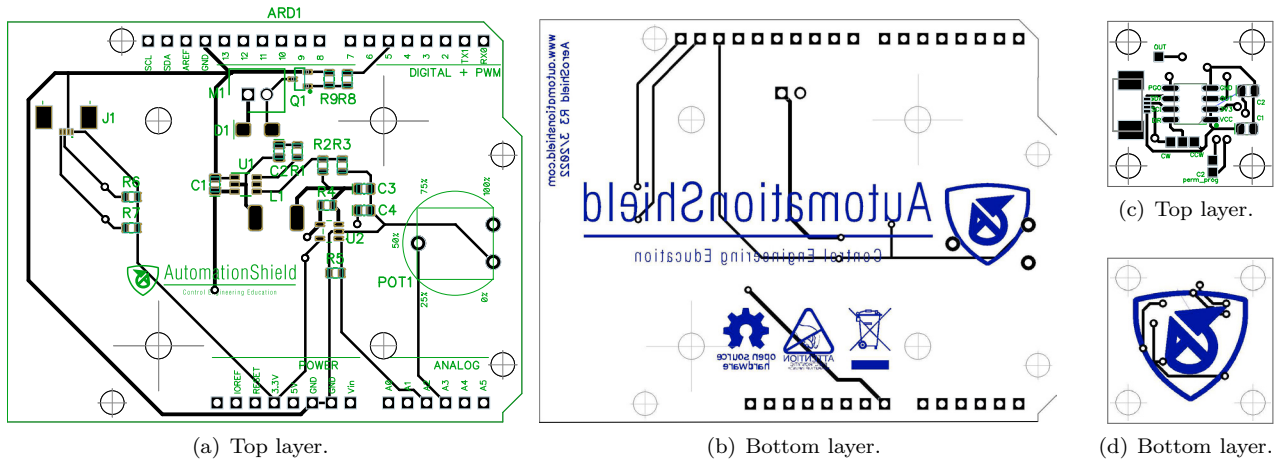 ARD1
SCL
SDA
AREF
GND
13
12
11
10
9
8
7
6
5
4
3
2
TX1
RX0
DIGITAL + PWM
M1
Q1
R9R8
J1
D1
R2R3
U1
C2R1
R6
C1
L1
R4
C3
R7
C4
U2
R5
POT1
75%
100%
50%
25%
0%
AutomationShield
Control Engineering Education
POWER
ANALOG
IOREF
RESET
3.3V
5V
GND
GND
Vin
A0
A1
A2
A3
A4
A5
(a) Top layer.
www.automationshield.com
AeroShield R3 3/2022
AutomationShield
Control Engineering Education
open source
hardware
ATTENTION
(b) Bottom layer.
OUT
PGO
GND
OUT
3V3
DIR
VCC
C2
C1
CW
CCW
C2
perm_prog
(c) Top layer.
(d) Bottom layer.